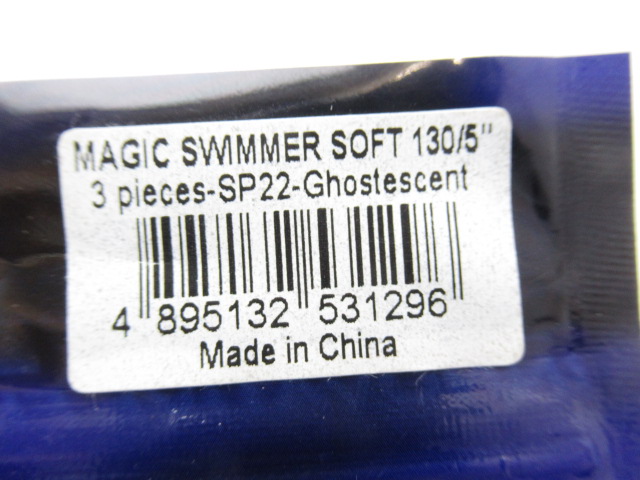 MAGIC SWIMMER SOFT 130/5"
3 pieces-SP22-Ghostescent
4 895132 531296
Made in China